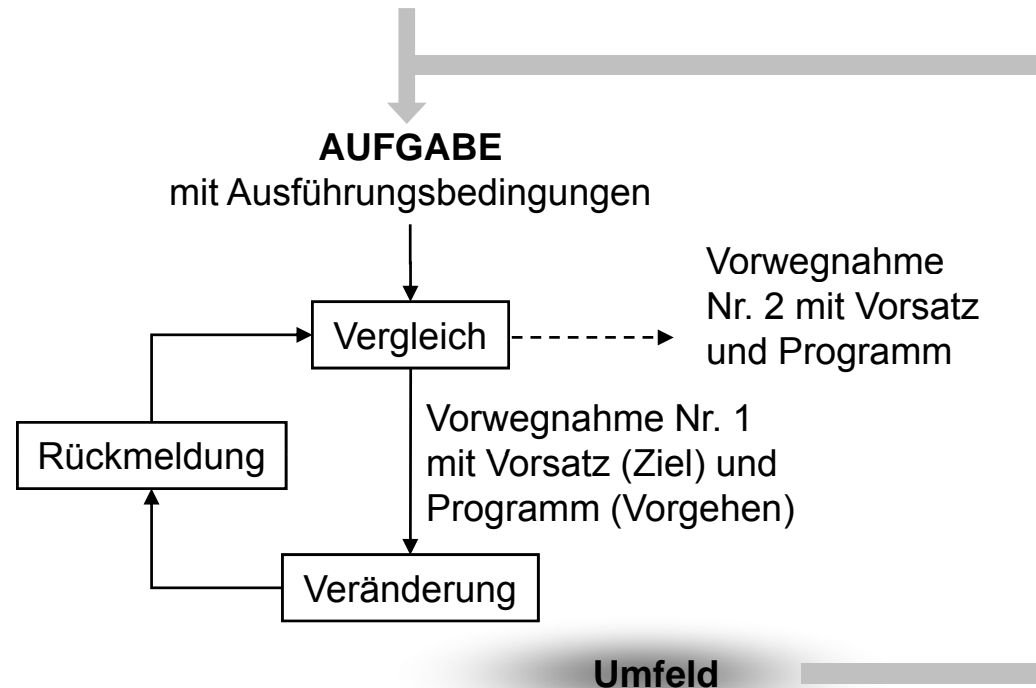 AUFGABE
mit Ausführungsbedingungen
Vergleich
Vorwegnahme
Nr. 2 mit Vorsatz
und Programm
Vorwegnahme Nr. 1
mit Vorsatz (Ziel) und
Programm (Vorgehen)
Rückmeldung
Veränderung
Umfeld